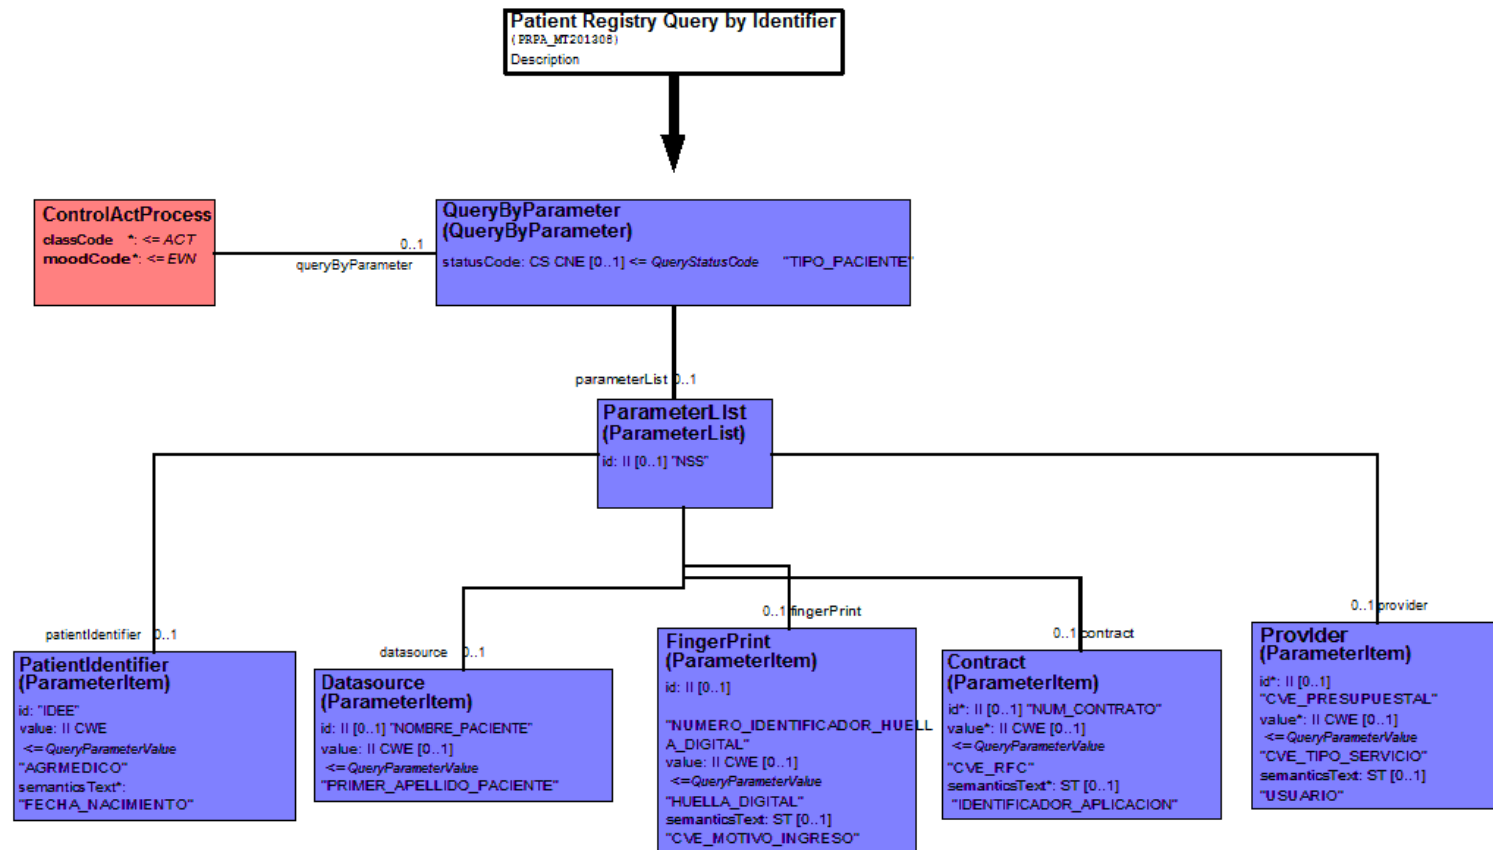 Patient Registry Query by Identifier
(PRPA_MT201308)
Description
ControlActProcess
classCode *: <= ACT
moodCode*: <= EVN
0..1
queryByParameter
QueryByParameter
(QueryByParameter)
statusCode: CS CNE [0..1] <= QueryStatusCode "TIPO_PACIENTE"
parameterList 0..1
ParameterList
(ParameterList)
id: II [0..1] "NSS"
patientIdentifier 0..1
PatientIdentifier
(ParameterItem)
id: "IDEE"
value: II CWE
<=QueryParameterValue
"AGRMEDICO"
semanticsText*:
"FECHA_NACIMIENTO"
datasource 0..1
Datasource
(ParameterItem)
id: II [0..1] "NOMBRE_PACIENTE"
value: II CWE [0..1]
<=QueryParameterValue
"PRIMER_APELLIDO_PACIENTE"
0..1 fingerPrint
FingerPrint
(ParameterItem)
id: II [0..1]
"NUMERO_IDENTIFICADOR_HUELL
A_DIGITAL"
value: II CWE [0..1]
<=QueryParameterValue
"HUELLA_DIGITAL"
semanticsText: ST [0..1]
"CVE_MOTIVO_INGRESO"
0..1 contract
Contract
(ParameterItem)
id*: II [0..1] "NUM_CONTRATO"
value*: II CWE [0..1]
<=QueryParameterValue
"CVE_RFC"
semanticsText*: ST [0..1]
"IDENTIFICADOR_APLICACION"
0..1 provider
Provider
(ParameterItem)
id*: II [0..1]
"CVE_PRESUPUESTAL"
value*: II CWE [0..1]
<=QueryParameterValue
"CVE_TIPO_SERVICIO"
semanticsText: ST [0..1]
"USUARIO"